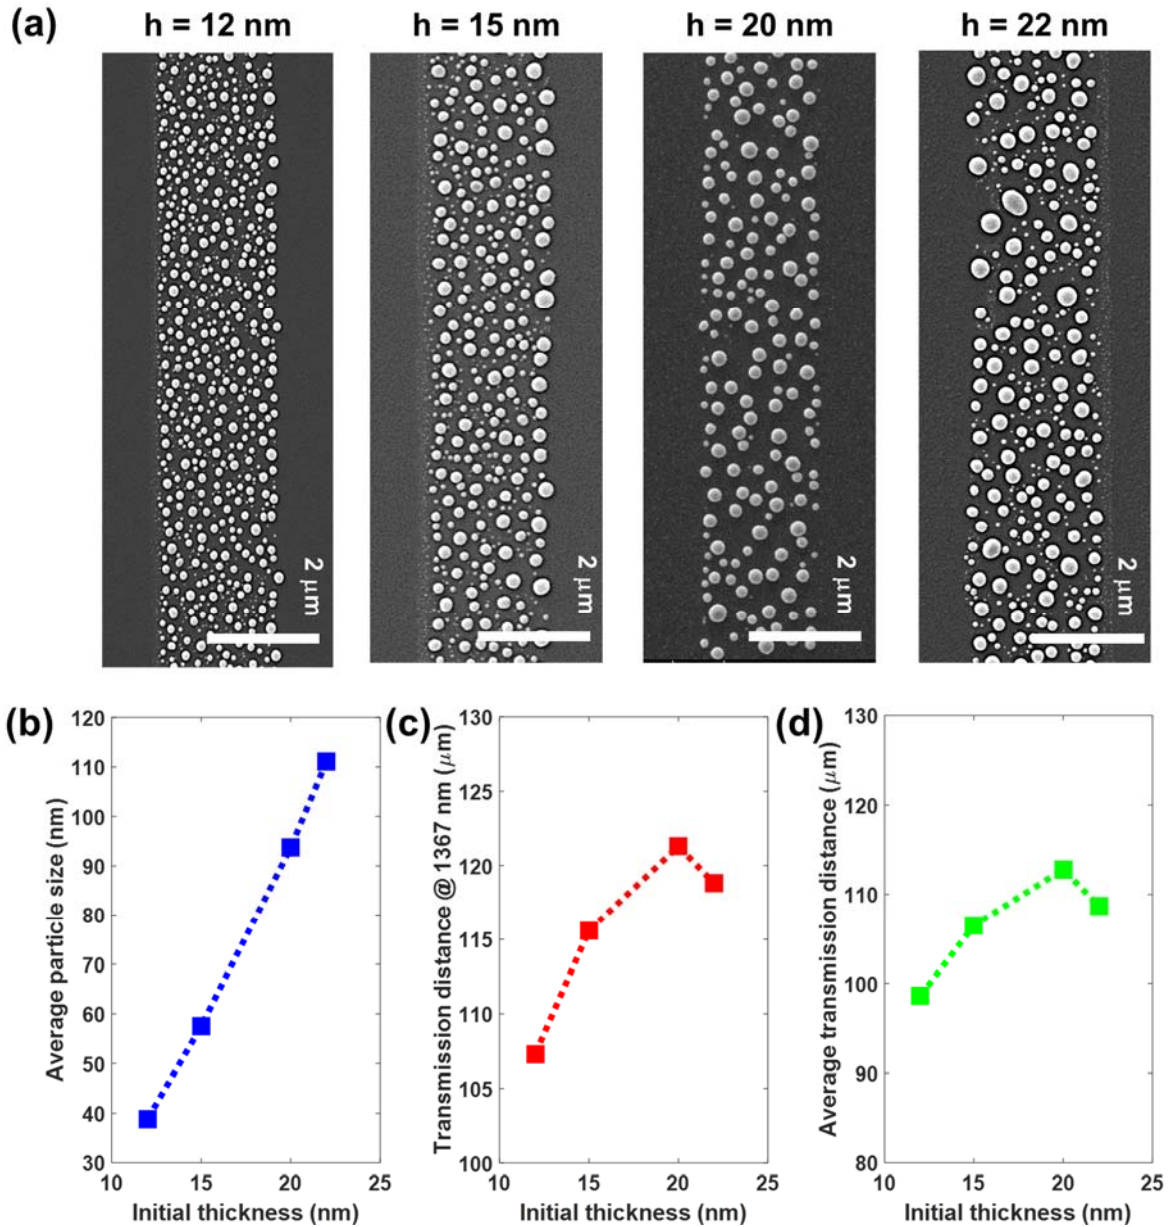 (a) h = 12 nm h = 15 nm h = 20 nm h = 22 nm
2 μm 2 μm 2 μm 2 μm
(b) (c) (d)
Average particle size (nm)
120
110
100
90
80
70
60
50
40
30
10 15 20 25
Initial thickness (nm)
Transmission distance @ 1367 nm (μm)
130
125
120
115
110
105
100
10 15 20 25
Initial thickness (nm)
Average transmission distance (μm)
130
120
110
100
90
80
10 15 20 25
Initial thickness (nm)